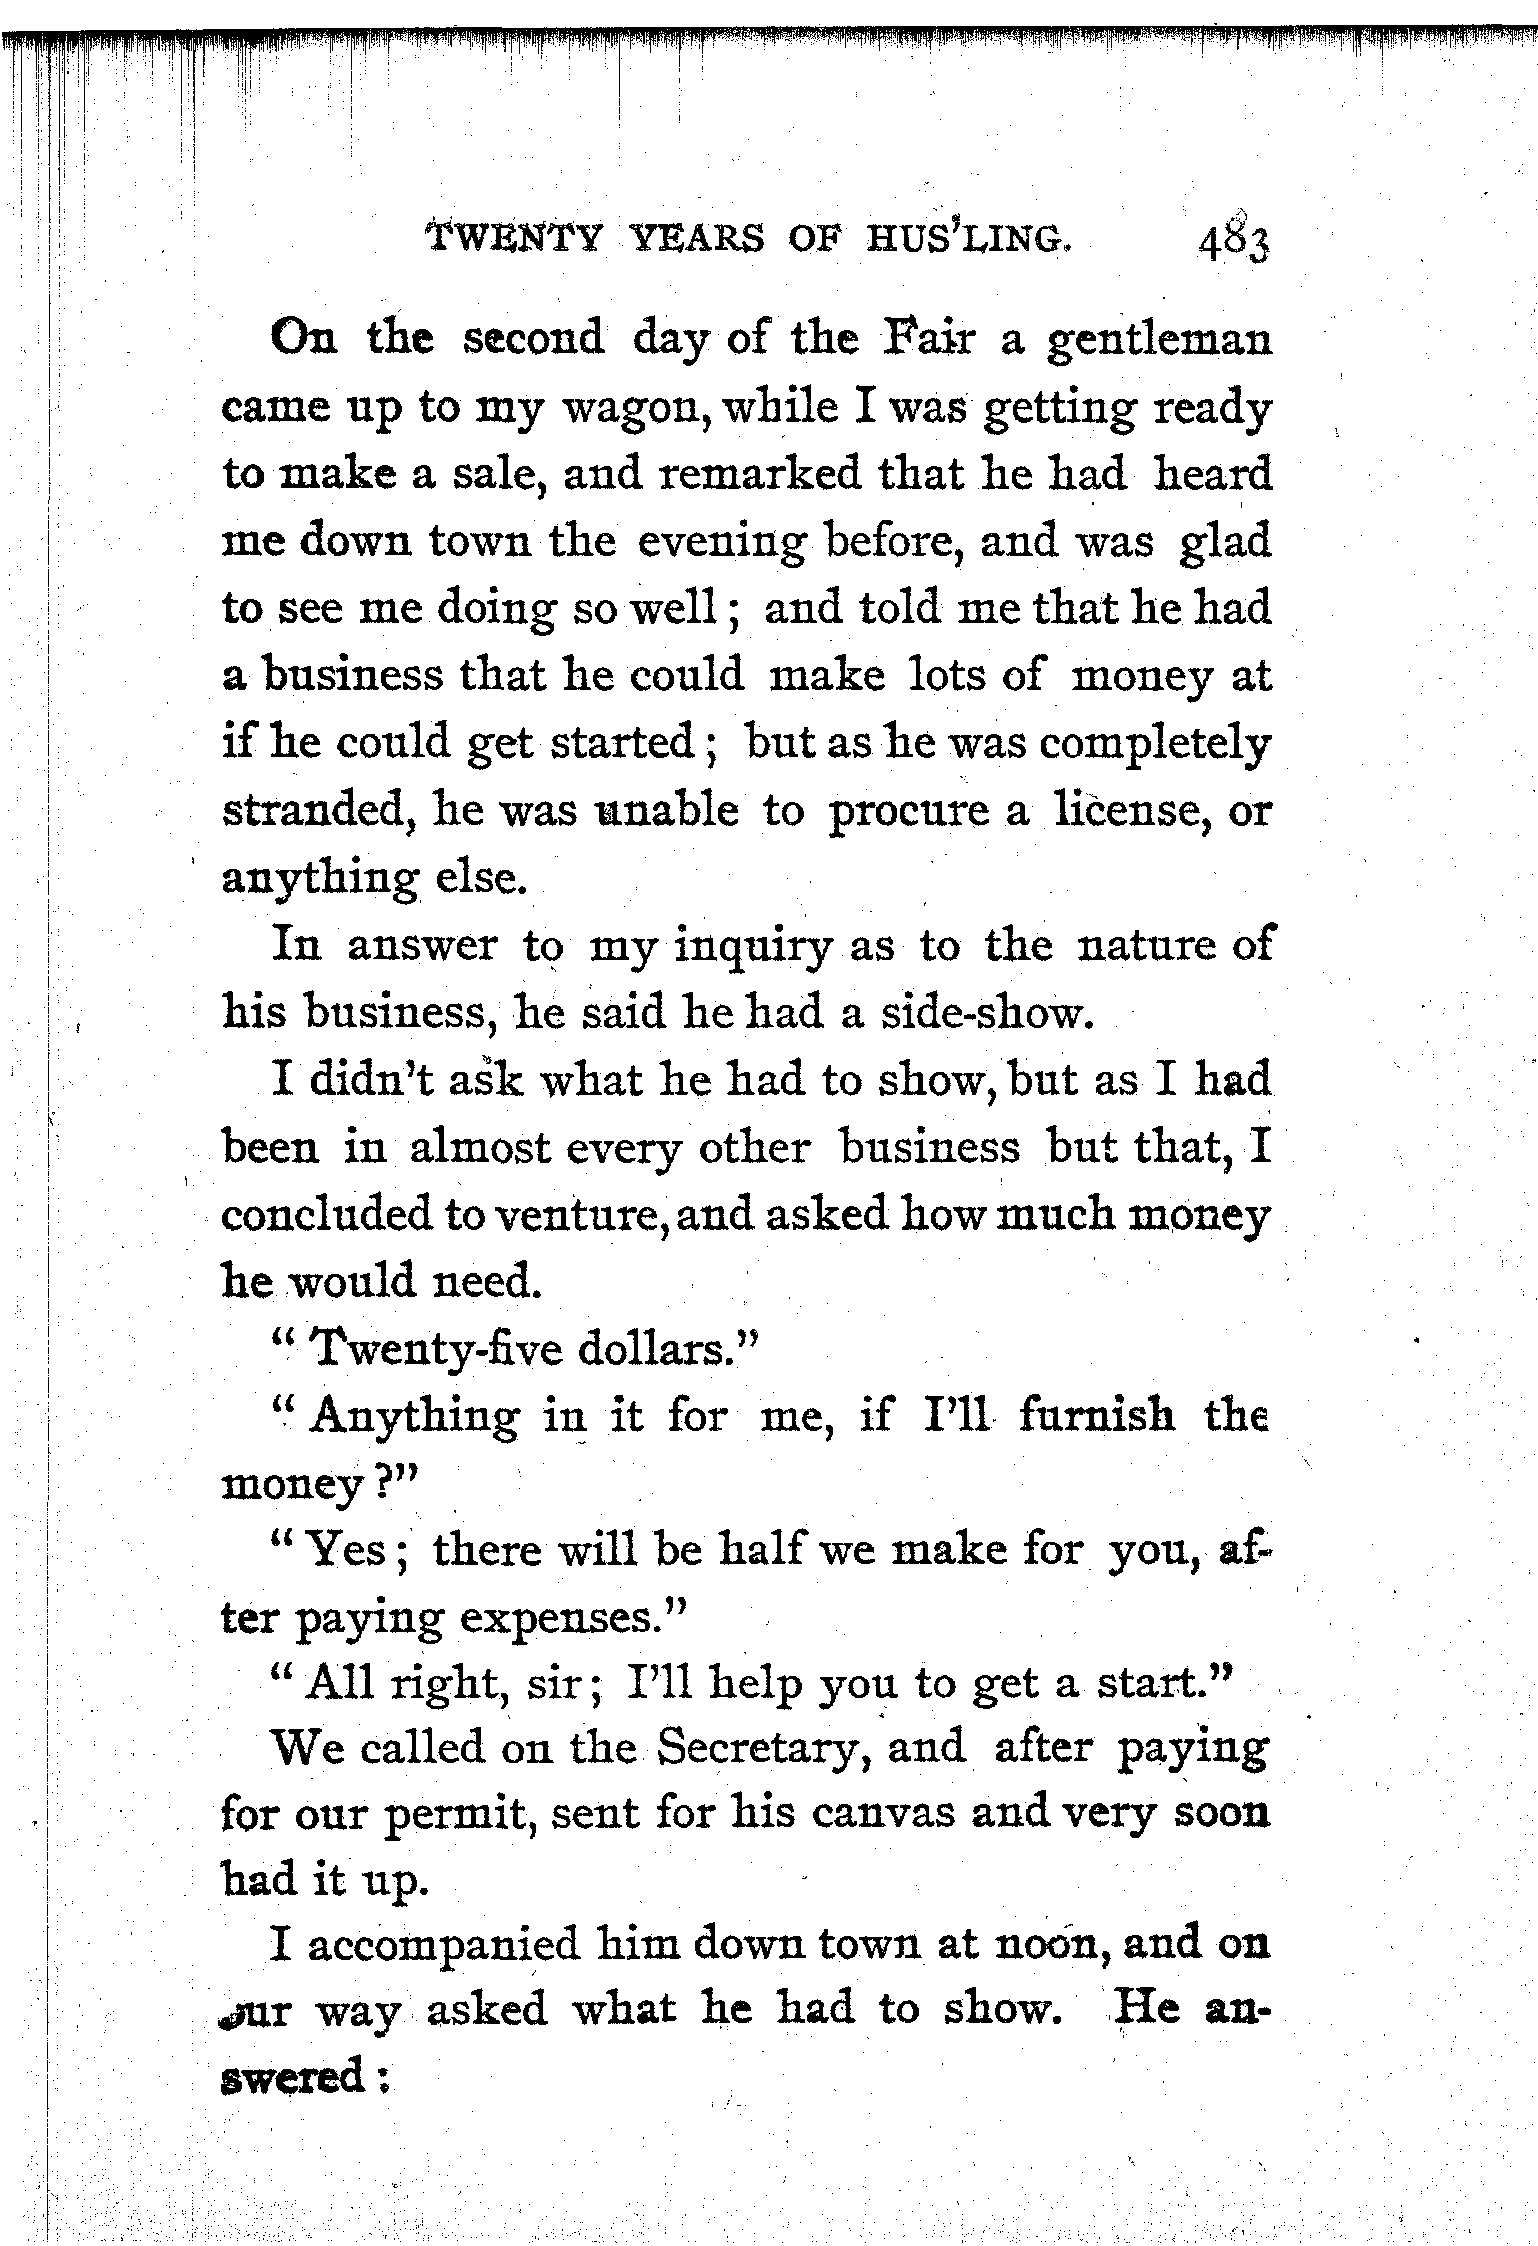 TWENTY YEARS OF HUS'LING. 483
On the second day of the Fair a gentleman
came up to my wagon, while I was getting ready
to make a sale, and remarked that he had heard
me down town the evening before, and was glad
to see me doing so well; and told me that he had
a business that he could make lots of money at
if he could get started; but as he was completely
stranded, he was unable to procure a license, or
anything else.
In answer to my inquiry as to the nature of
his business, he said he had a side-show.
I didn't ask what he had to show, but as I had
been in almost every other business but that, I
concluded to venture, and asked how much money
he would need.
"Twenty-five dollars."
"Anything in it for me, if I'll furnish the
money?"
"Yes; there will be half we make for you, af-
ter paying expenses."
"All right, sir; I'll help you to get a start."
We called on the Secretary, and after paying
for our permit, sent for his canvas and very soon
had it up.
I accompanied him down town at noon, and on
our way asked what he had to show. He an-
swered: